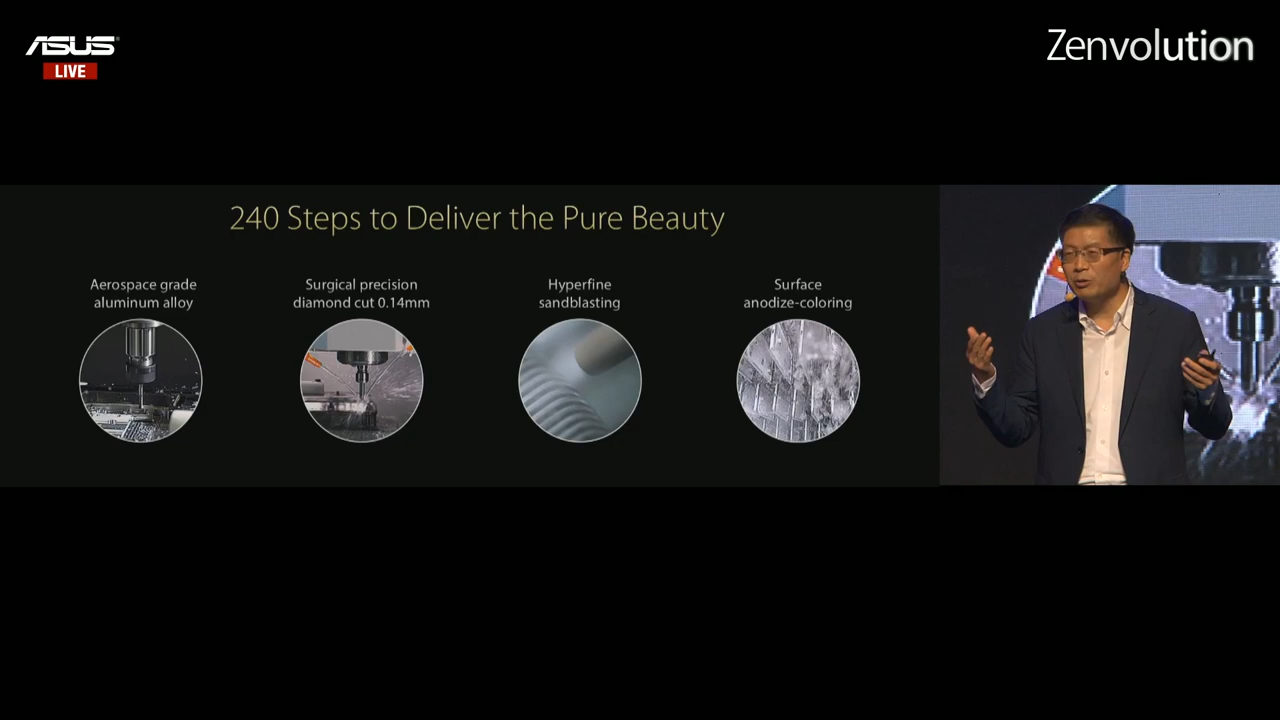 ASUS
LIVE
Zenvolution
240 Steps to Deliver the Pure Beauty
Aerospace grade
aluminum alloy
Surgical precision
diamond cut 0.14mm
Hyperfine
sandblasting
Surface
anodize-coloring